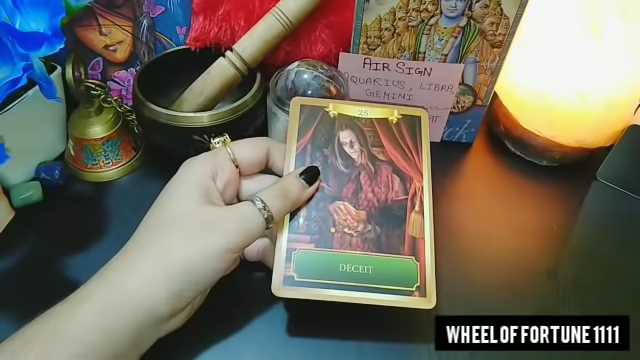 AIR SIGN
AQUARIUS, LIBRA,
GEMINI
25
DECEIT
WHEEL OF FORTUNE 1111